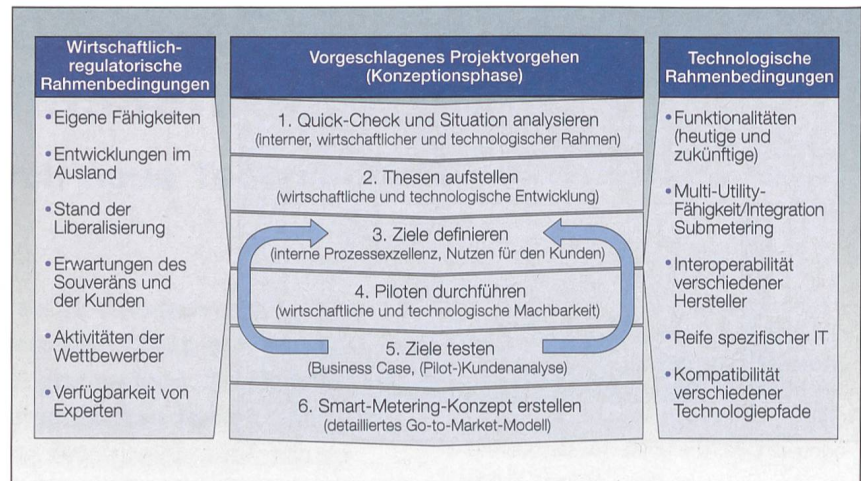 Wirtschaftlich-
regulatorische
Rahmenbedingungen
• Eigene Fähigkeiten
• Entwicklungen im
Ausland
• Stand der
Liberalisierung
• Erwartungen des
Souveräns und
der Kunden
• Aktivitäten der
Wettbewerber
• Verfügbarkeit von
Experten
Vorgeschlagenes Projektvorgehen
(Konzeptionsphase)
1. Quick-Check und Situation analysieren
(interner, wirtschaftlicher und technologischer Rahmen)
2. Thesen aufstellen
(wirtschaftliche und technologische Entwicklung)
3. Ziele definieren
(interne Prozessexzellenz, Nutzen für den Kunden)
4. Piloten durchführen
(wirtschaftliche und technologische Machbarkeit)
5. Ziele testen
(Business Case, (Pilot-)Kundenanalyse)
6. Smart-Metering-Konzept erstellen
(detailliertes Go-to-Market-Modell)
Technologische
Rahmenbedingungen
• Funktionalitäten
(heutige und
zukünftige)
• Multi-Utility-
Fähigkeit/Integration
Submetering
• Interoperabilität
verschiedener
Hersteller
• Reife spezifischer IT
• Kompatibilität
verschiedener
Technologiepfade